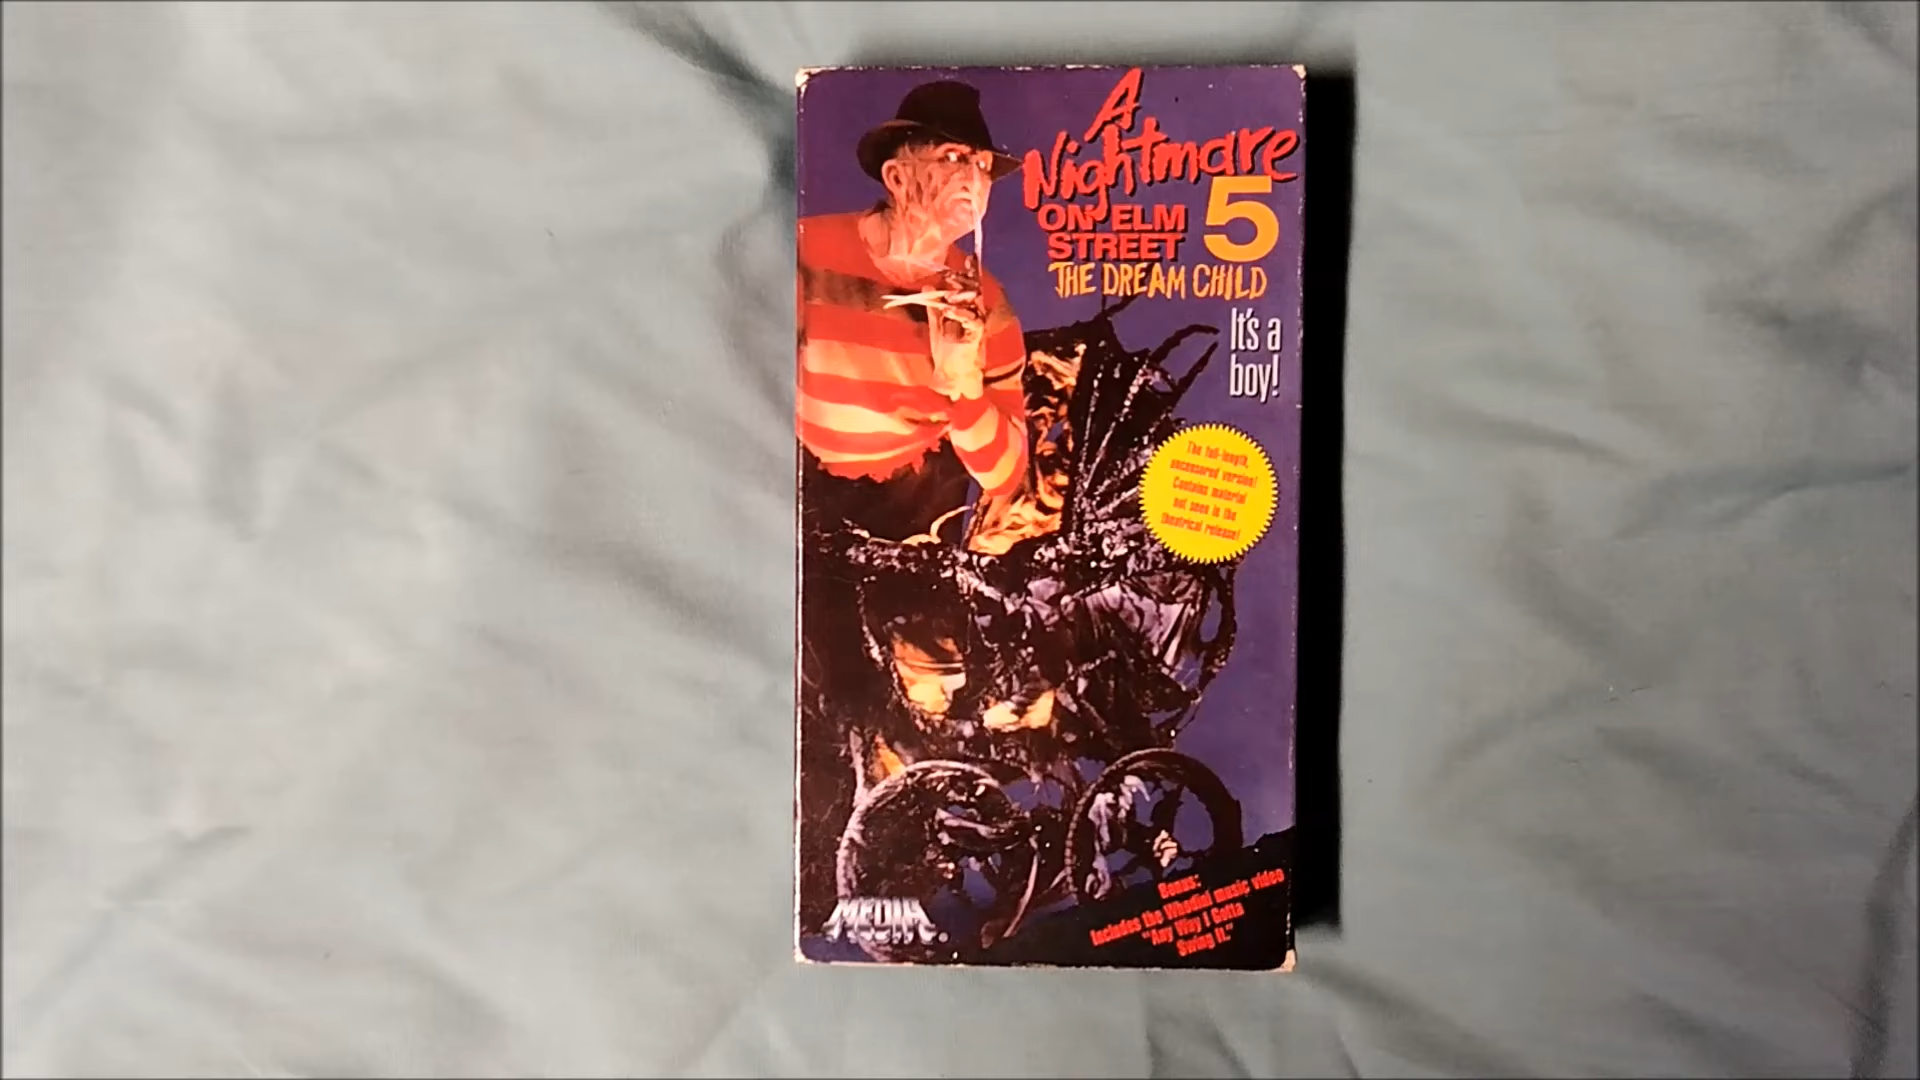 A
Nightmare
ON ELM
STREET 5
THE DREAM CHILD
It's a
boy!
The full-length,
uncensored version!
Contains material
not seen in the
theatrical release!
Bonus:
Includes the Whodini music video
"Any Way I Gotta
Swing It."
MEDIA